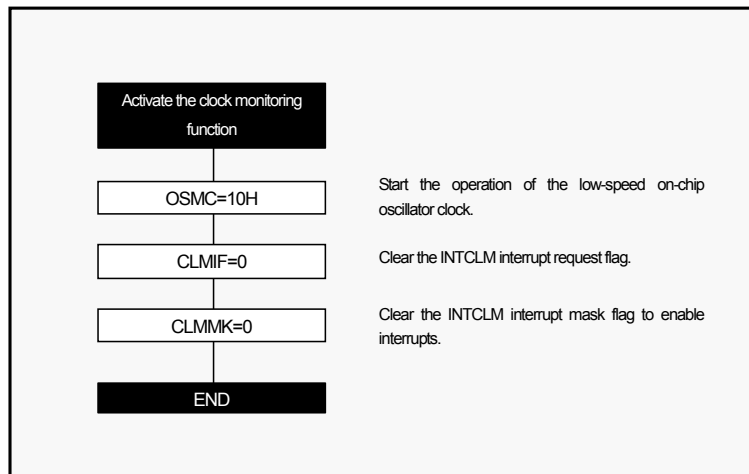 Activate the clock monitoring
function
OSMC=10H
Start the operation of the low-speed on-chip
oscillator clock.
CLMIF=0
Clear the INTCLM interrupt request flag.
CLMMK=0
Clear the INTCLM interrupt mask flag to enable
interrupts.
END